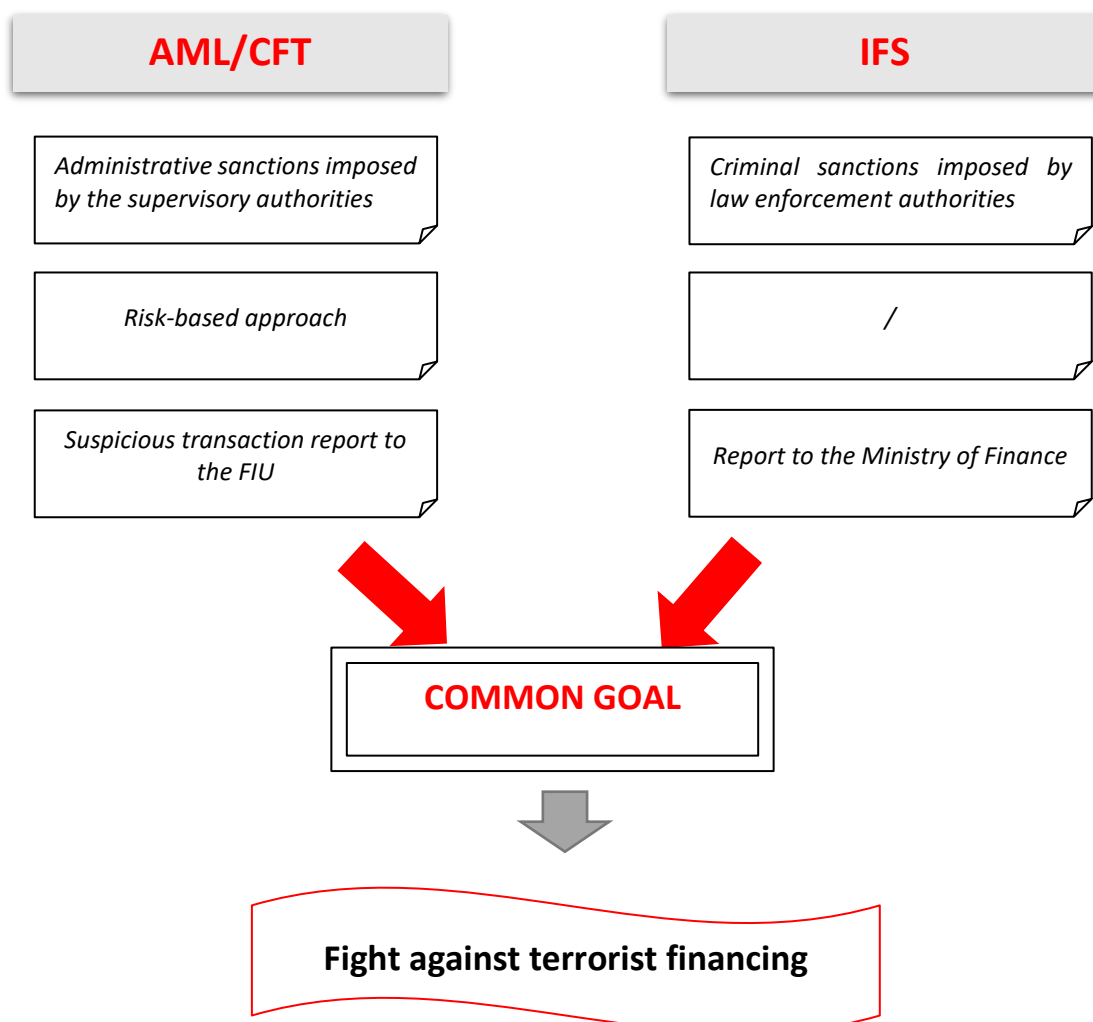 AML/CFT
IFS
Administrative sanctions imposed
by the supervisory authorities
Criminal sanctions imposed by
law enforcement authorities
Risk-based approach
/
Suspicious transaction report to
the FIU
Report to the Ministry of Finance
COMMON GOAL
Fight against terrorist financing